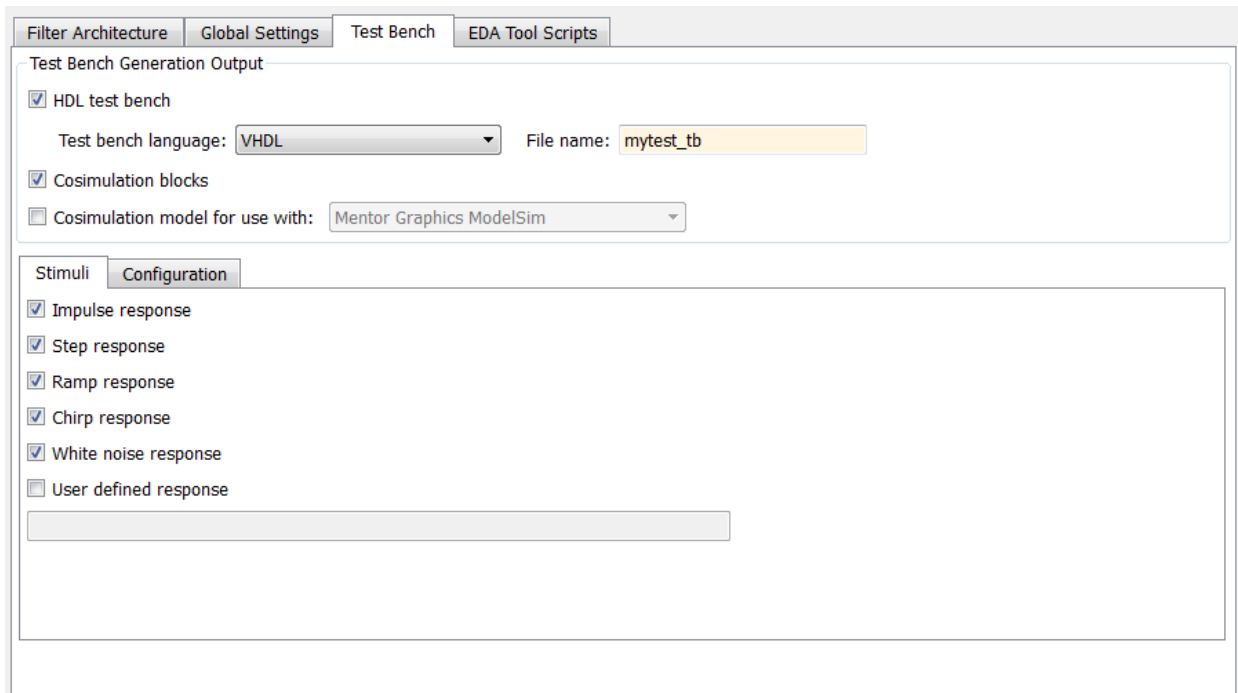 Filter Architecture Global Settings Test Bench EDA Tool Scripts
Test Bench Generation Output
HDL test bench
Test bench language: VHDL File name: mytest_tb
Cosimulation blocks
Cosimulation model for use with: Mentor Graphics ModelSim
Stimuli Configuration
Impulse response
Step response
Ramp response
Chirp response
White noise response
User defined response